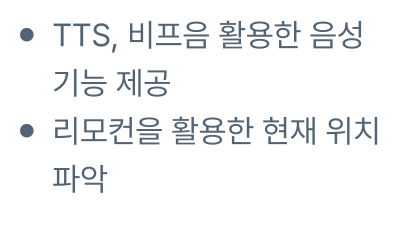 • TTS, 비프음 활용한 음성
기능 제공
• 리모컨을 활용한 현재 위치
파악